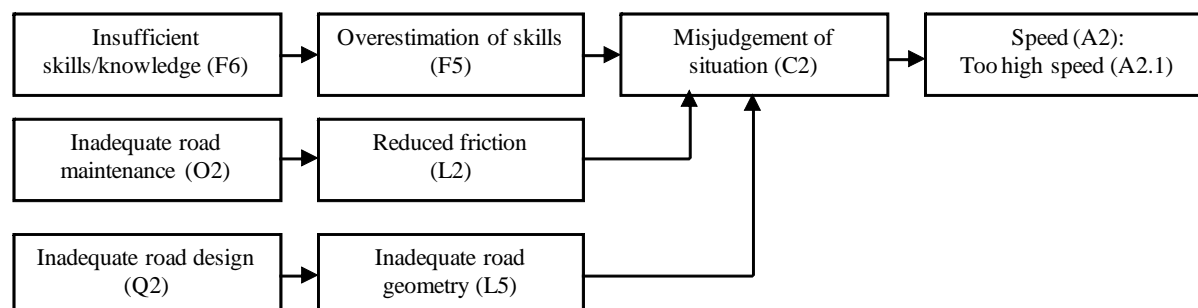 Insufficient
skills/knowledge (F6)
Overestimation of skills
(F5)
Misjudgement of
situation (C2)
Speed (A2):
Too high speed (A2.1)
Inadequate road
maintenance (O2)
Reduced friction
(L2)
Inadequate road design
(Q2)
Inadequate road
geometry (L5)